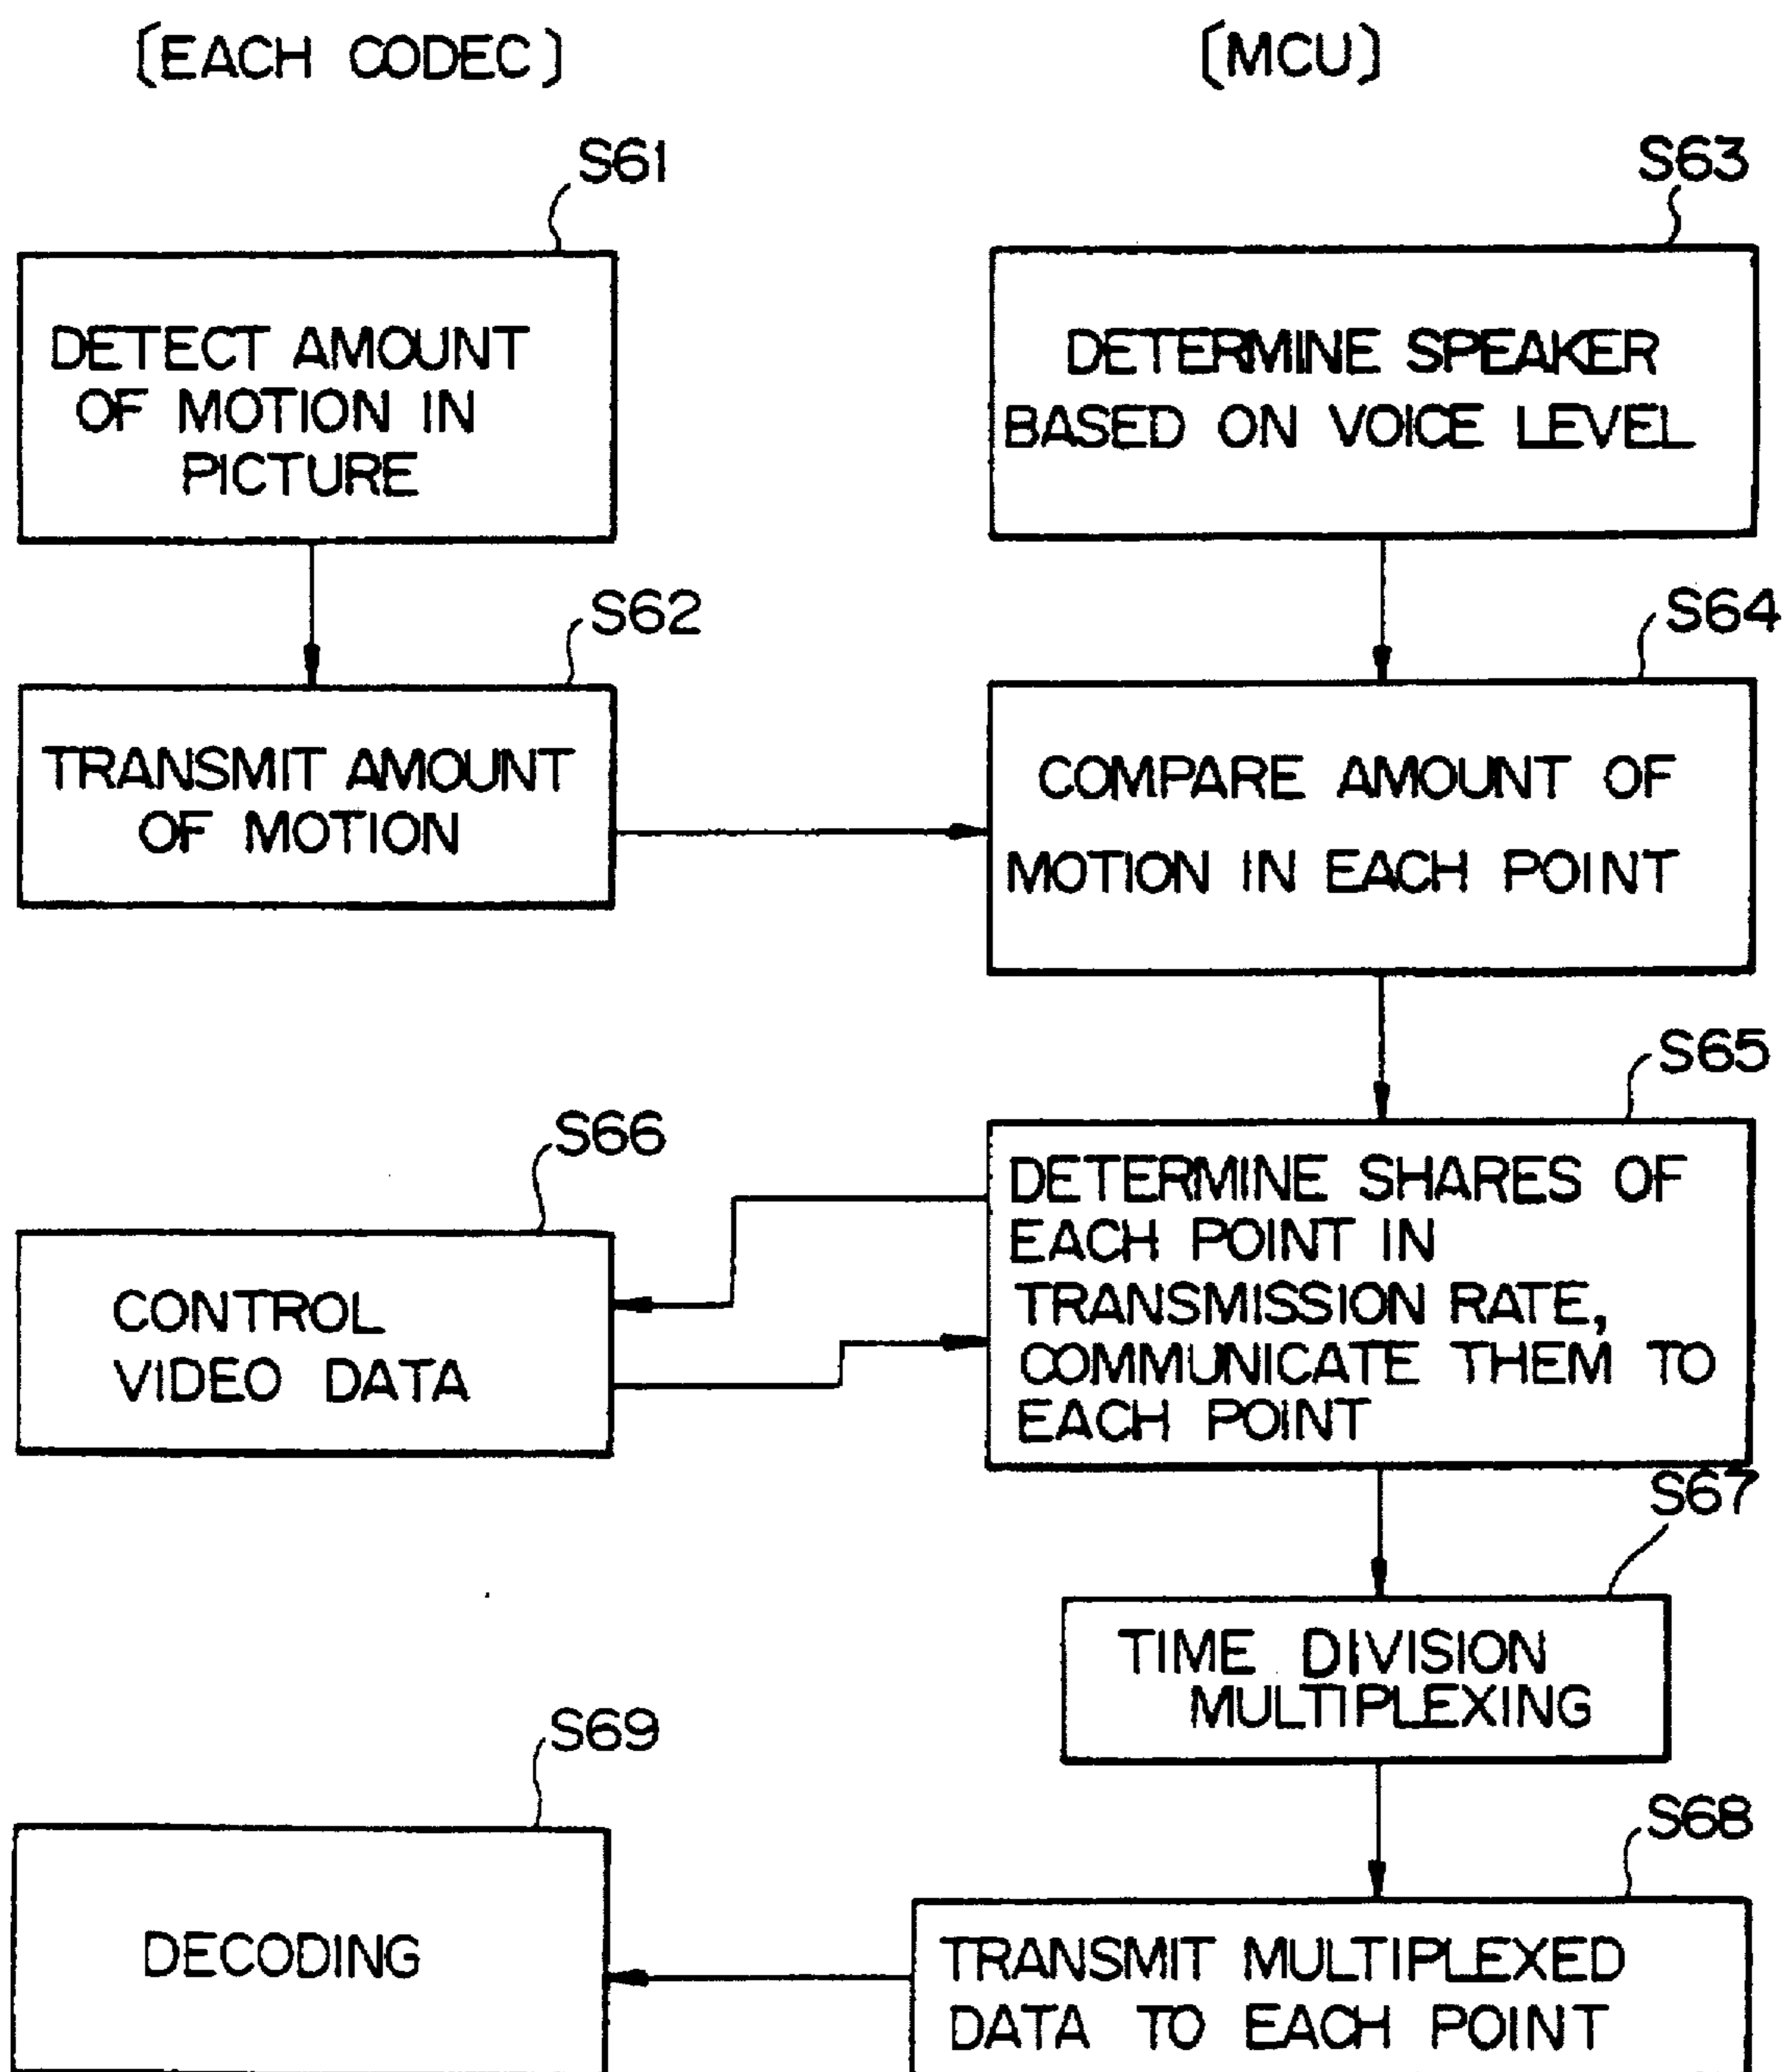 [EACH CODEC]
[MCU]
S61
DETECT AMOUNT
OF MOTION IN
PICTURE
S63
DETERMINE SPEAKER
BASED ON VOICE LEVEL
S62
TRANSMIT AMOUNT
OF MOTION
S64
COMPARE AMOUNT OF
MOTION IN EACH POINT
S65
DETERMINE SHARES OF
EACH POINT IN
TRANSMISSION RATE,
COMMUNICATE THEM TO
EACH POINT
S66
CONTROL
VIDEO DATA
S67
TIME DIVISION
MULTIPLEXING
S68
TRANSMIT MULTIPLEXED
DATA TO EACH POINT
S69
DECODING